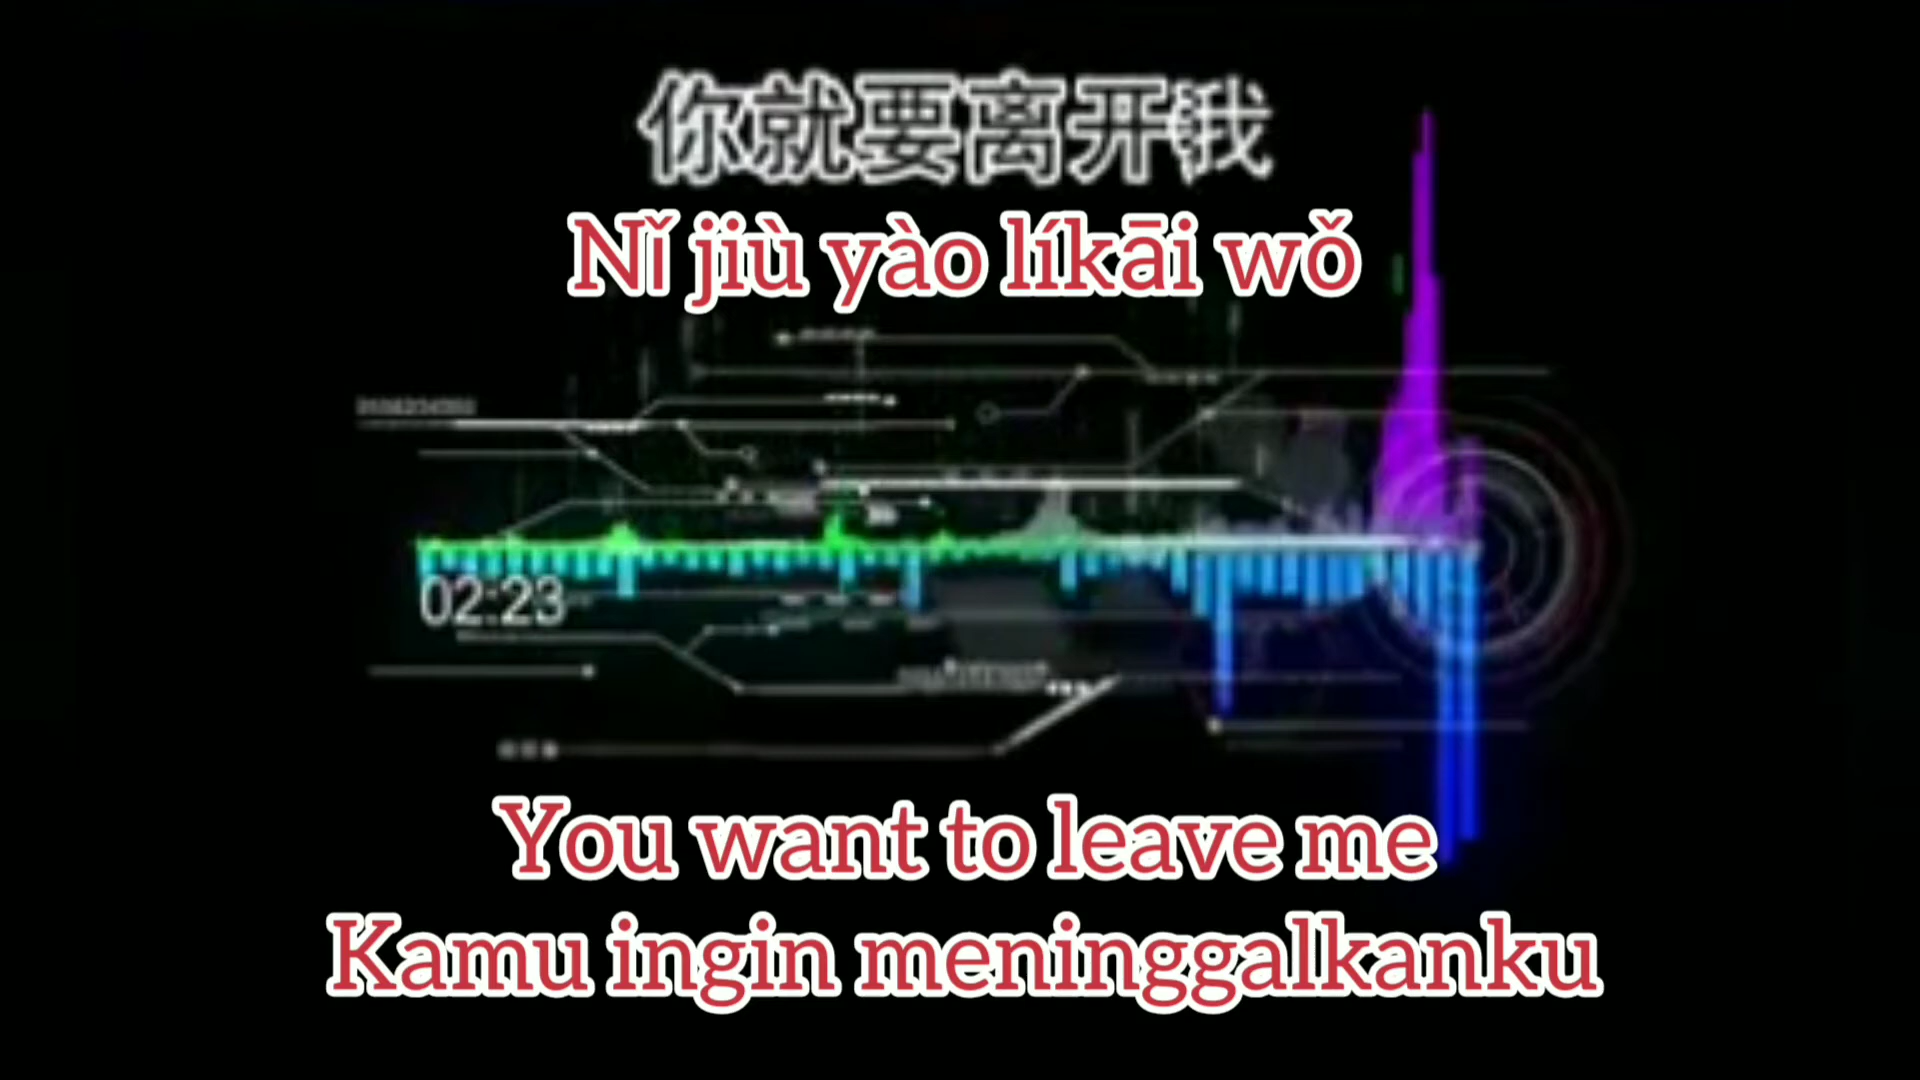 你就要离开我
Nǐ jiù yào líkāi wǒ
02:23
You want to leave me
Kamu ingin meninggalkanku